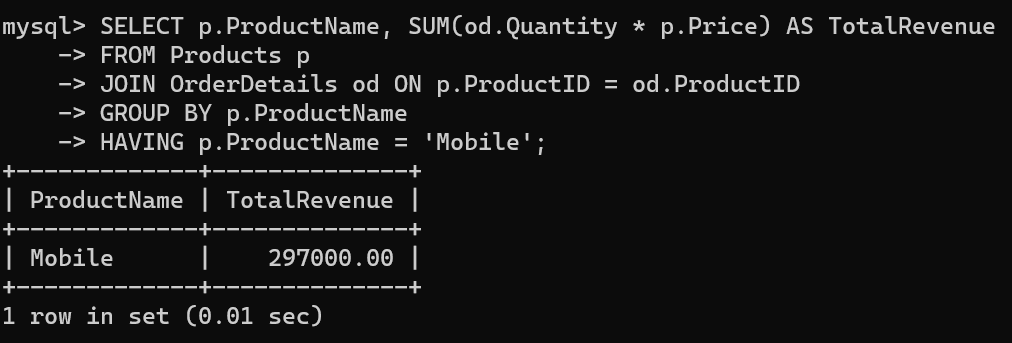 mysql> SELECT p.ProductName, SUM(od.Quantity * p.Price) AS TotalRevenue
    -> FROM Products p
    -> JOIN OrderDetails od ON p.ProductID = od.ProductID
    -> GROUP BY p.ProductName
    -> HAVING p.ProductName = 'Mobile';
+-------------+--------------+
| ProductName | TotalRevenue |
+-------------+--------------+
| Mobile      |    297000.00 |
+-------------+--------------+
1 row in set (0.01 sec)